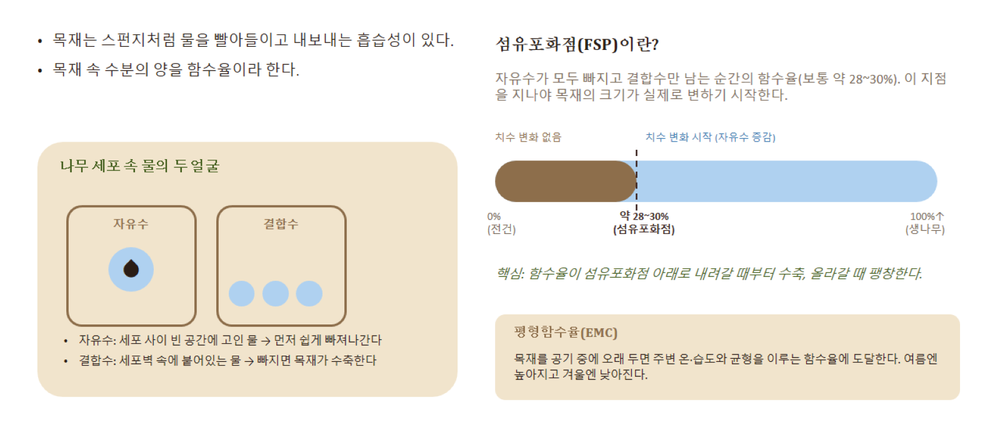 • 목재는 스펀지처럼 물을 빨아들이고 내보내는 흡습성이 있다.
• 목재 속 수분의 양을 함수율이라 한다.
나무 세포 속 물의 두 얼굴
자유수
결합수
• 자유수: 세포 사이 빈 공간에 고인 물 → 먼저 쉽게 빠져나간다
• 결합수: 세포벽 속에 붙어있는 물 → 빠지면 목재가 수축한다
섬유포화점(FSP)이란?
자유수가 모두 빠지고 결합수만 남는 순간의 함수율(보통 약 28~30%). 이 지점
을 지나야 목재의 크기가 실제로 변하기 시작한다.
치수 변화 없음
치수 변화 시작 (자유수 증감)
0%
(전건)
약 28~30%
(섬유포화점)
100%↑
(생나무)
핵심: 함수율이 섬유포화점 아래로 내려갈 때부터 수축, 올라갈 때 팽창한다.
평형함수율(EMC)
목재를 공기 중에 오래 두면 주변 온·습도와 균형을 이루는 함수율에 도달한다. 여름엔
높아지고 겨울엔 낮아진다.